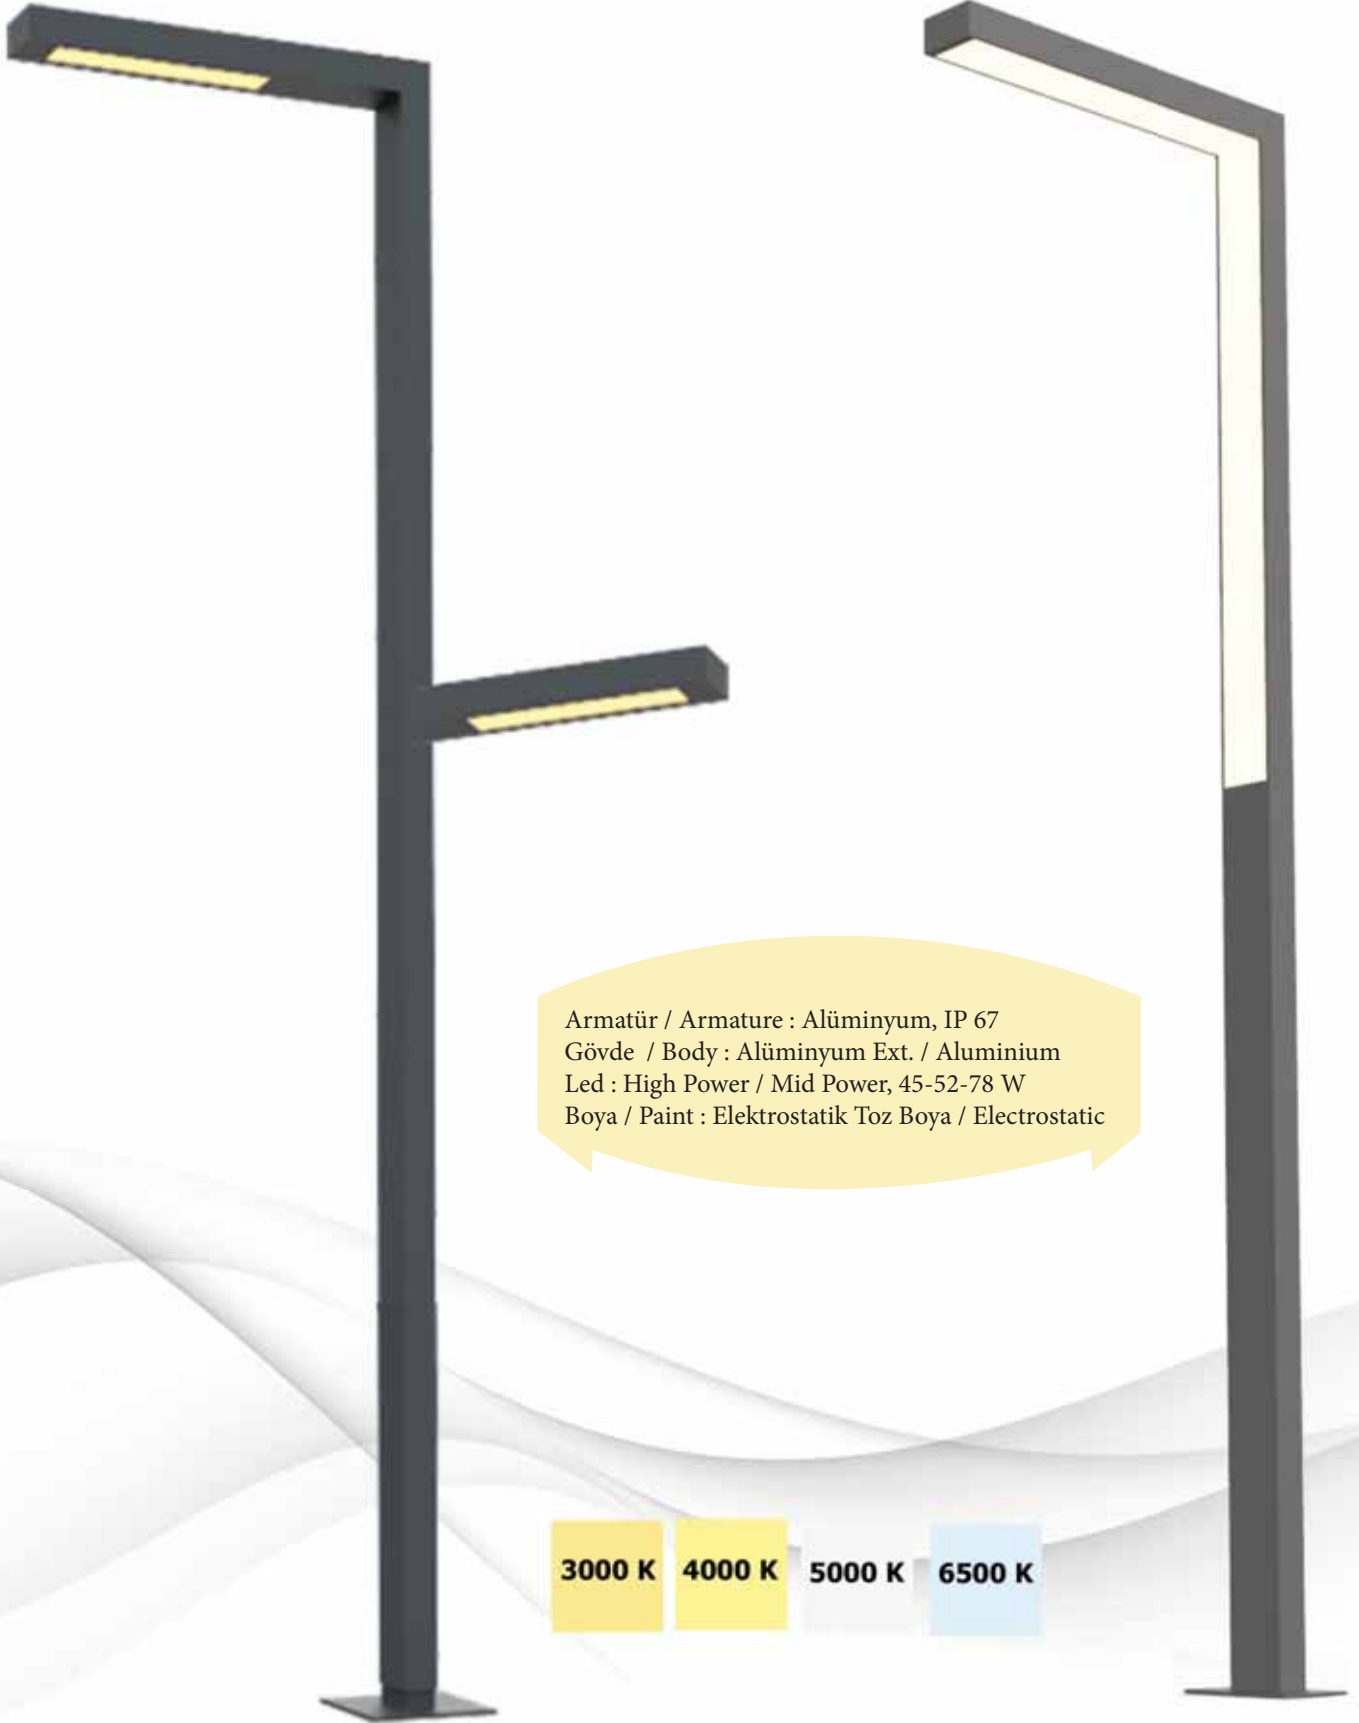 Armatür / Armature : Alüminyum, IP 67
Gövde / Body : Alüminyum Ext. / Aluminium
Led : High Power / Mid Power, 45-52-78 W
Boya / Paint : Elektrostatik Toz Boya / Electrostatic
3000 K 4000 K 5000 K 6500 K